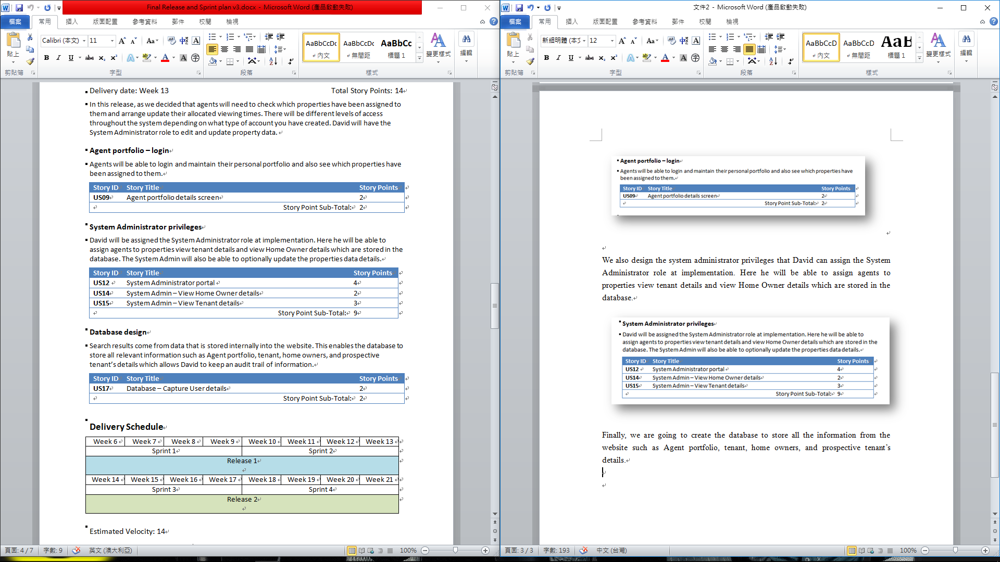 Final Release and Sprint plan v3.docx - Microsoft Word (產品啟動失敗)
檔案 常用 插入 版面配置 參考資料 郵件 校閱 檢視
貼上
Calibri (本文) 11
AaBbCcDc AaBbCcDc AaBbCc
內文 無間距 標題 1
變更樣式 編輯
剪貼簿 字型 段落 樣式
Delivery date: Week 13 Total Story Points: 14
In this release, as we decided that agents will need to check which properties have been assigned to
them and arrange update their allocated viewing times. There will be different levels of access
throughout the system depending on what type of account you have created. David will have the
System Administrator role to edit and update property data.
Agent portfolio – login
Agents will be able to login and maintain their personal portfolio and also see which properties have
been assigned to them.
Story ID Story Title Story Points
US09 Agent portfolio details screen 2
Story Point Sub-Total: 2
System Administrator privileges
David will be assigned the System Administrator role at implementation. Here he will be able to
assign agents to properties view tenant details and view Home Owner details which are stored in the
database. The System Admin will also be able to optionally update the properties data details.
Story ID Story Title Story Points
US12 System Administrator portal 4
US14 System Admin – View Home Owner details 2
US15 System Admin – View Tenant details 3
Story Point Sub-Total: 9
Database design
Search results come from data that is stored internally into the website. This enables the database to
store all relevant information such as Agent portfolio, tenant, home owners, and prospective
tenant’s details which allows David to keep an audit trail of information.
Story ID Story Title Story Points
US17 Database – Capture User details 2
Story Point Sub-Total: 2
Delivery Schedule
Week 6 Week 7 Week 8 Week 9 Week 10 Week 11 Week 12 Week 13
Sprint 1 Sprint 2
Release 1
Week 14 Week 15 Week 16 Week 17 Week 18 Week 19 Week 20 Week 21
Sprint 3 Sprint 4
Release 2
Estimated Velocity: 14
頁面: 4 / 7 字數: 9 英文 (澳大利亞) 100%
文件2 - Microsoft Word (產品啟動失敗)
檔案 常用 插入 版面配置 參考資料 郵件 校閱 檢視
貼上
新細明體 (本文 12
AaBbCcD AaBbCcD AaB
內文 無間距 標題 1
變更樣式 編輯
剪貼簿 字型 段落 樣式
Agent portfolio – login
Agents will be able to login and maintain their personal portfolio and also see which properties have
been assigned to them.
Story ID Story Title Story Points
US09 Agent portfolio details screen 2
Story Point Sub-Total: 2
We also design the system administrator privileges that David can assign the System
Administrator role at implementation. Here he will be able to assign agents to
properties view tenant details and view Home Owner details which are stored in the
database.
System Administrator privileges
David will be assigned the System Administrator role at implementation. Here he will be able to
assign agents to properties view tenant details and view Home Owner details which are stored in the
database. The System Admin will also be able to optionally update the properties data details.
Story ID Story Title Story Points
US12 System Administrator portal 4
US14 System Admin – View Home Owner details 2
US15 System Admin – View Tenant details 3
Story Point Sub-Total: 9
Finally, we are going to create the database to store all the information from the
website such as Agent portfolio, tenant, home owners, and prospective tenant’s
details.
頁面: 3 / 3 字數: 193 中文 (台灣) 100%